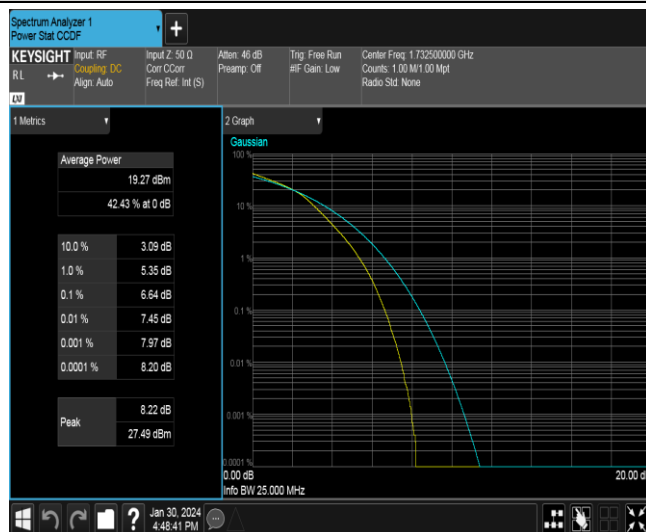 Spectrum Analyzer 1
Power Stat CCDF
KEYSIGHT
RL
LXI
Input: RF
Coupling: DC
Align: Auto
Input Z: 50 Ω
Corr CCorr
Freq Ref: Int (S)
Atten: 46 dB
Preamp: Off
Trig: Free Run
#IF Gain: Low
Center Freq: 1.732500000 GHz
Counts: 1.00 M/1.00 Mpt
Radio Std: None
1 Metrics
Average Power
19.27 dBm
42.43 % at 0 dB
10.0 % 3.09 dB
1.0 % 5.35 dB
0.1 % 6.64 dB
0.01 % 7.45 dB
0.001 % 7.97 dB
0.0001 % 8.20 dB
Peak
8.22 dB
27.49 dBm
2 Graph
Gaussian
100 %
10 %
1 %
0.1 %
0.01 %
0.001 %
0.0001 %
0.00 dB
20.00 d
Info BW 25.000 MHz
?
Jan 30, 2024
4:48:41 PM